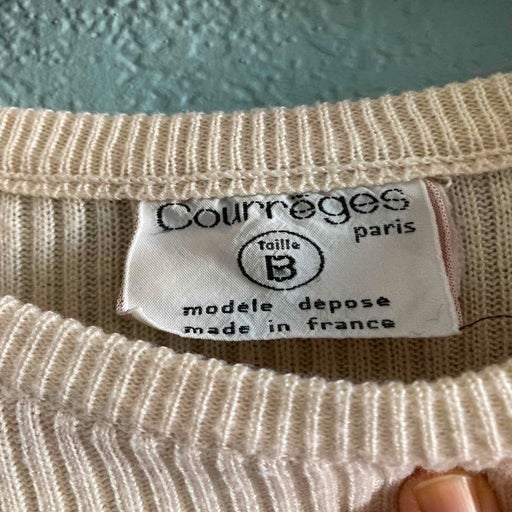 Courrèges
paris
Taille
B
modèle déposé
made in france